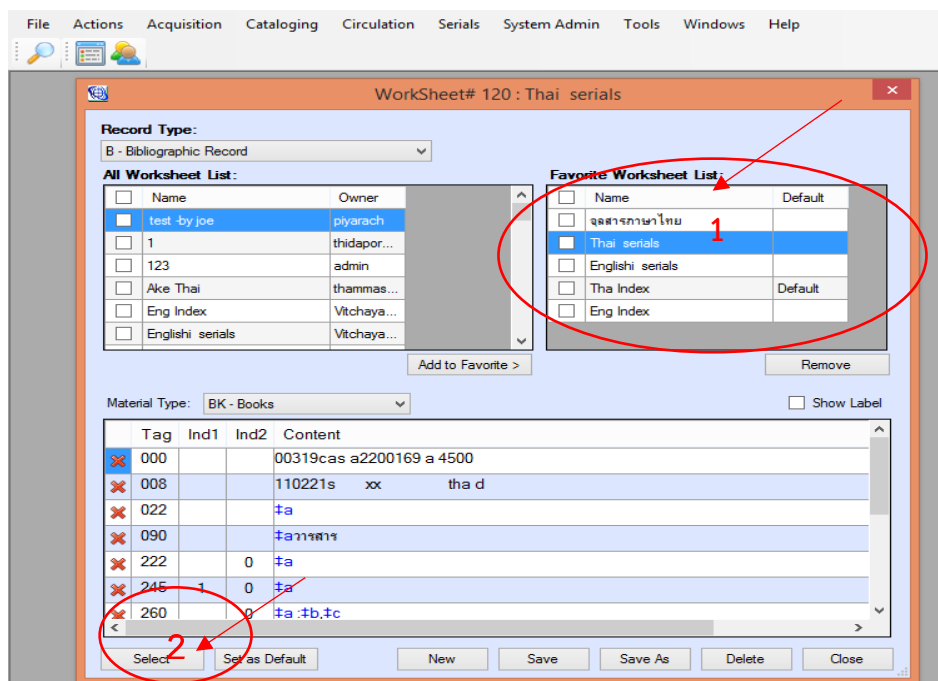 File Actions Acquisition Cataloging Circulation Serials System Admin Tools Windows Help
WorkSheet# 120 : Thai serials
Record Type:
B - Bibliographic Record
All Worksheet List:
Name Owner
test -by joe piyarach
1 thidapor...
123 admin
Ake Thai thammas...
Eng Index Vitchaya...
Englishi serials Vitchaya...
Add to Favorite >
Favorite Worksheet List:
Name Default
จุลสารภาษาไทย
Thai serials
1
Englishi serials
Tha Index Default
Eng Index
Remove
Material Type: BK - Books Show Label
Tag Ind1 Ind2 Content
000 00319cas a2200169 a 4500
008 110221s xx tha d
022 ‡a
090 ‡aวารสาร
222 0 ‡a
245 1 0 ‡a
260 0 ‡a :‡b,‡c
2
Select Set as Default New Save Save As Delete Close